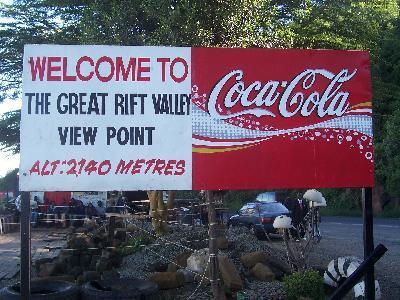 WELCOME TO
THE GREAT RIFT VALLEY
VIEW POINT
ALT:2140 METRES
Coca-Cola